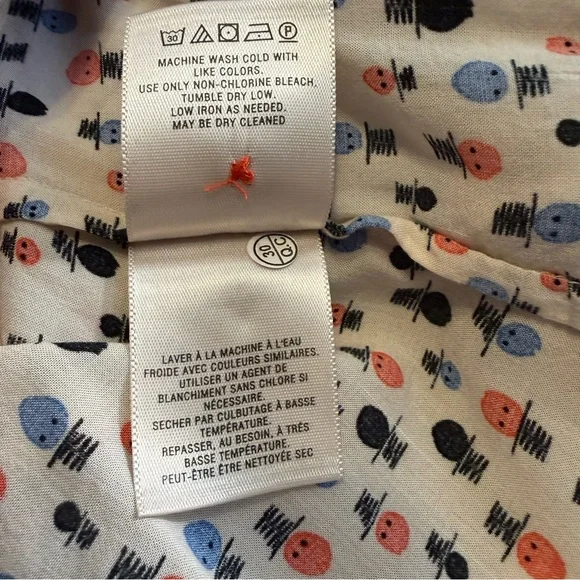 30
P
MACHINE WASH COLD WITH
LIKE COLORS.
USE ONLY NON-CHLORINE BLEACH,
TUMBLE DRY LOW.
LOW IRON AS NEEDED.
MAY BE DRY CLEANED
30
Q.C.
LAVER À LA MACHINE À L'EAU
FROIDE AVEC COULEURS SIMILAIRES.
UTILISER UN AGENT DE
BLANCHIMENT SANS CHLORE SI
NÉCESSAIRE.
SECHER PAR CULBUTAGE À BASSE
TEMPÉRATURE.
REPASSER, AU BESOIN, À TRÉS
BASSE TEMPÉRATURE.
PEUT-ÊTRE ÊTRE NETTOYÉE SEC